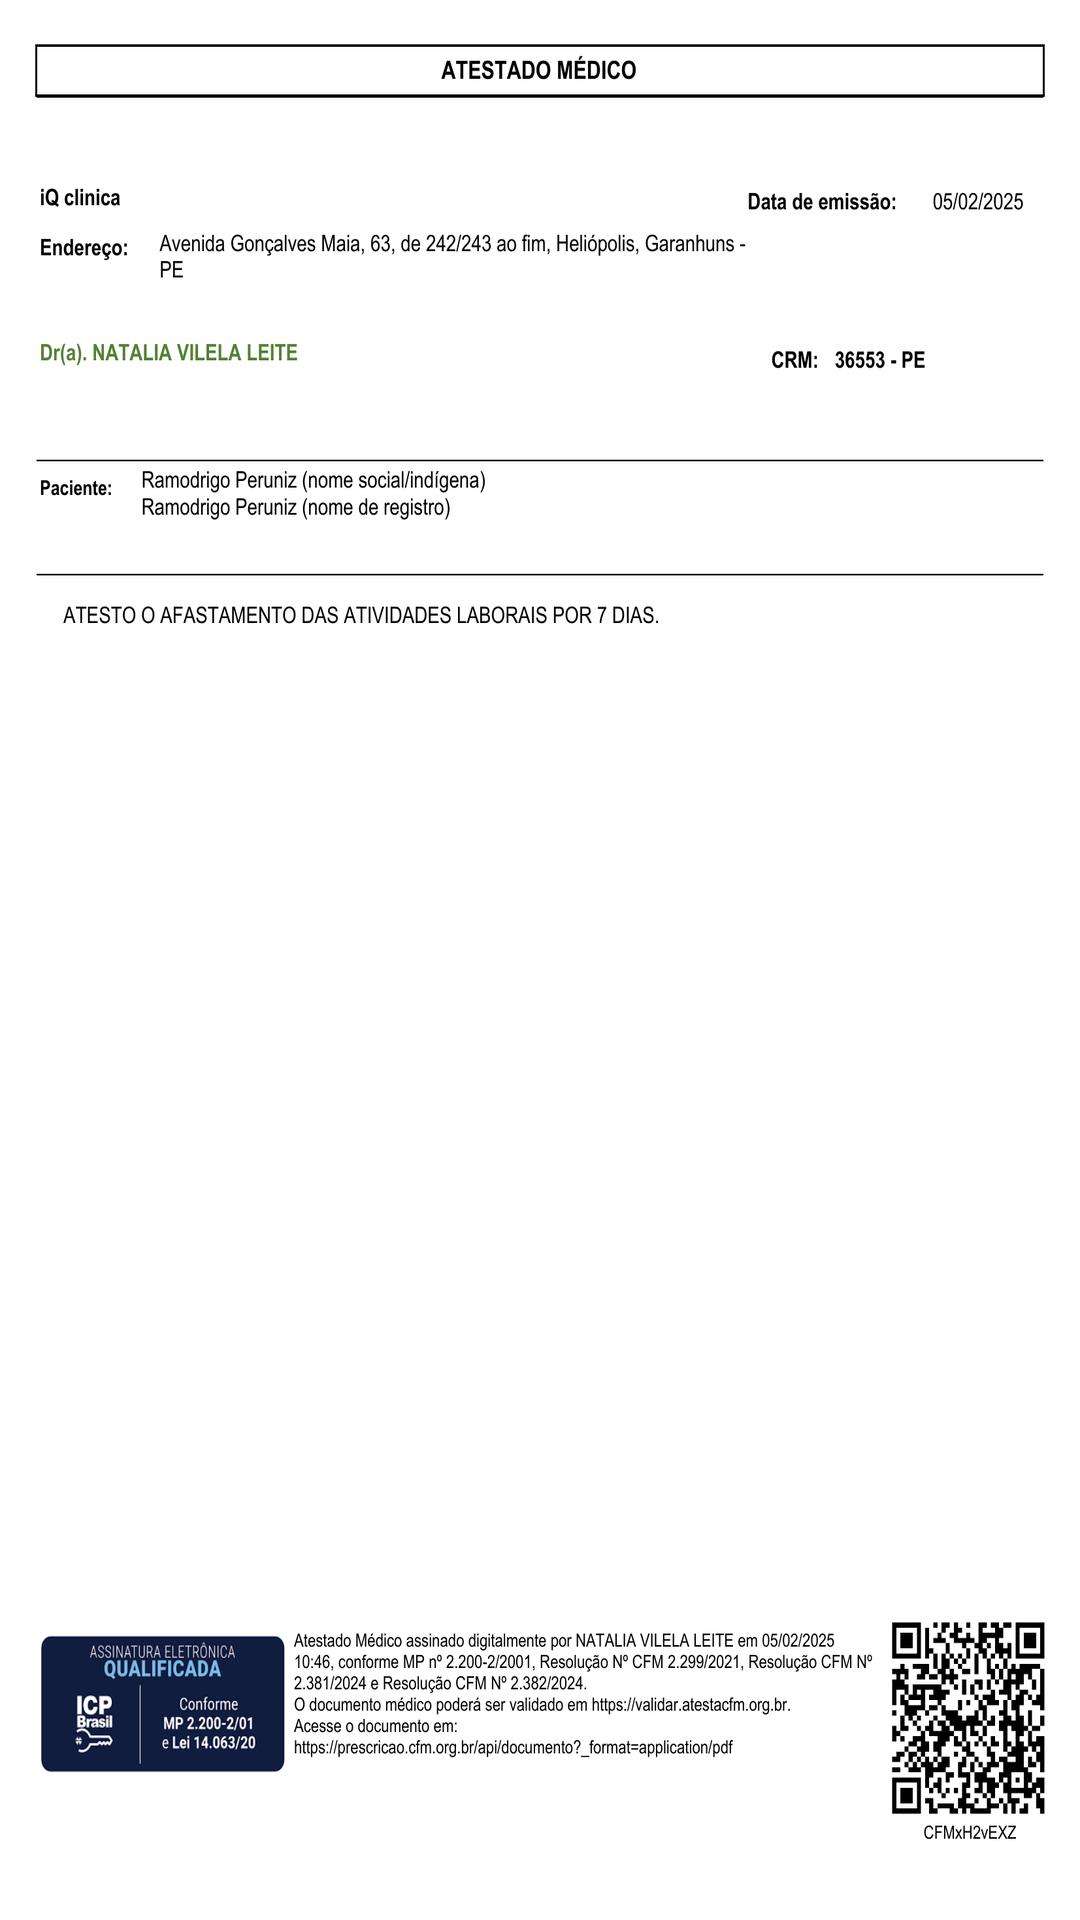 ATESTADO MÉDICO
iQ clinica
Data de emissão: 05/02/2025
Endereço: Avenida Gonçalves Maia, 63, de 242/243 ao fim, Heliópolis, Garanhuns -
PE
Dr(a). NATALIA VILELA LEITE
CRM: 36553 - PE
Paciente: Ramodrigo Peruniz (nome social/indígena)
Ramodrigo Peruniz (nome de registro)
ATESTO O AFASTAMENTO DAS ATIVIDADES LABORAIS POR 7 DIAS.
ASSINATURA ELETRÔNICA
QUALIFICADA
ICP
Brasil
Conforme
MP 2.200-2/01
e Lei 14.063/20
Atestado Médico assinado digitalmente por NATALIA VILELA LEITE em 05/02/2025
10:46, conforme MP nº 2.200-2/2001, Resolução Nº CFM 2.299/2021, Resolução CFM Nº
2.381/2024 e Resolução CFM Nº 2.382/2024.
O documento médico poderá ser validado em https://validar.atestacfm.org.br.
Acesse o documento em:
https://prescricao.cfm.org.br/api/documento?_format=application/pdf
CFMxH2vEXZ